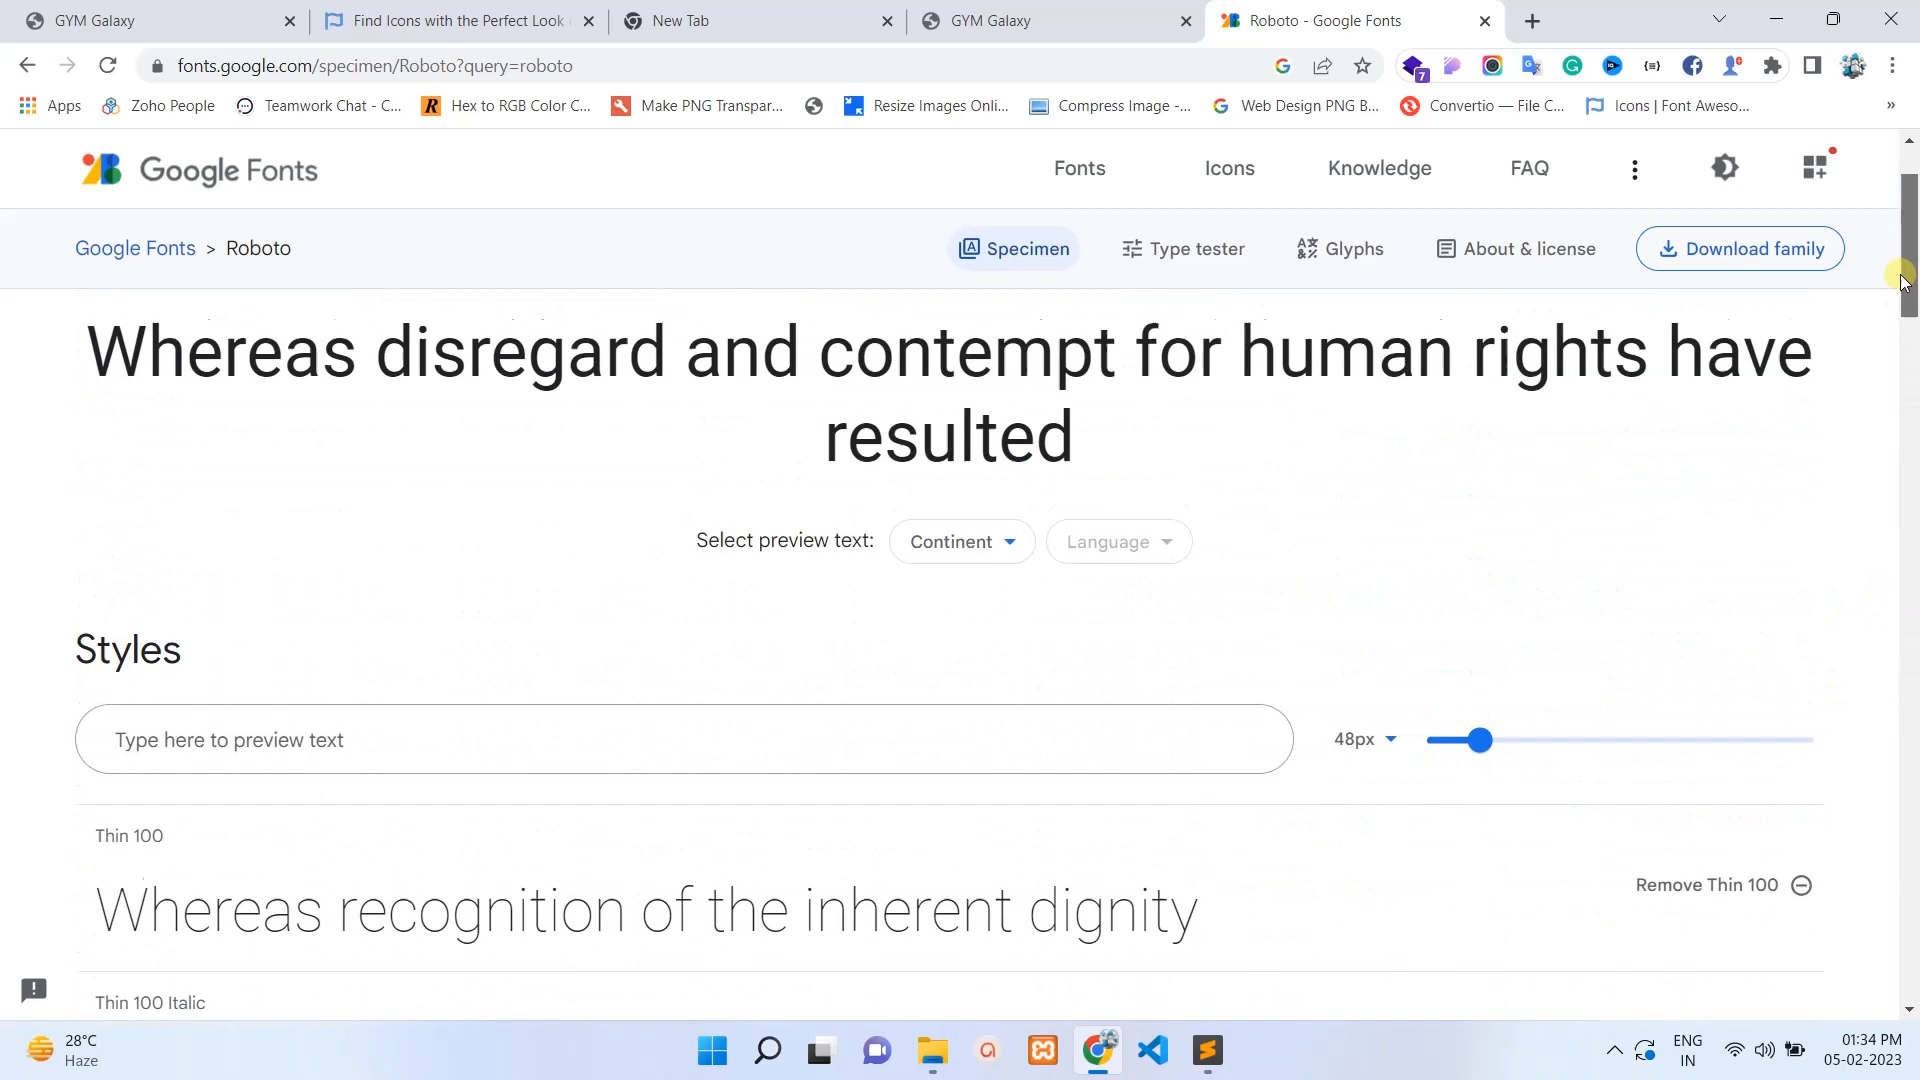 GYM Galaxy
Find Icons with the Perfect Look
New Tab
GYM Galaxy
Roboto - Google Fonts
fonts.google.com/specimen/Roboto?query=roboto
7
Apps
Zoho People
Teamwork Chat - C...
Hex to RGB Color C...
Make PNG Transpar...
Resize Images Onli...
Compress Image -...
Web Design PNG B...
Convertio — File C...
Icons | Font Aweso...
»
Google Fonts
Fonts
Icons
Knowledge
FAQ
Google Fonts > Roboto
Specimen
Type tester
Glyphs
About & license
Download family
Whereas disregard and contempt for human rights have
resulted
Select preview text:
Continent
Language
Styles
Type here to preview text
48px
Thin 100
Whereas recognition of the inherent dignity
Remove Thin 100
Thin 100 Italic
28°C
Haze
ENG
IN
01:34 PM
05-02-2023